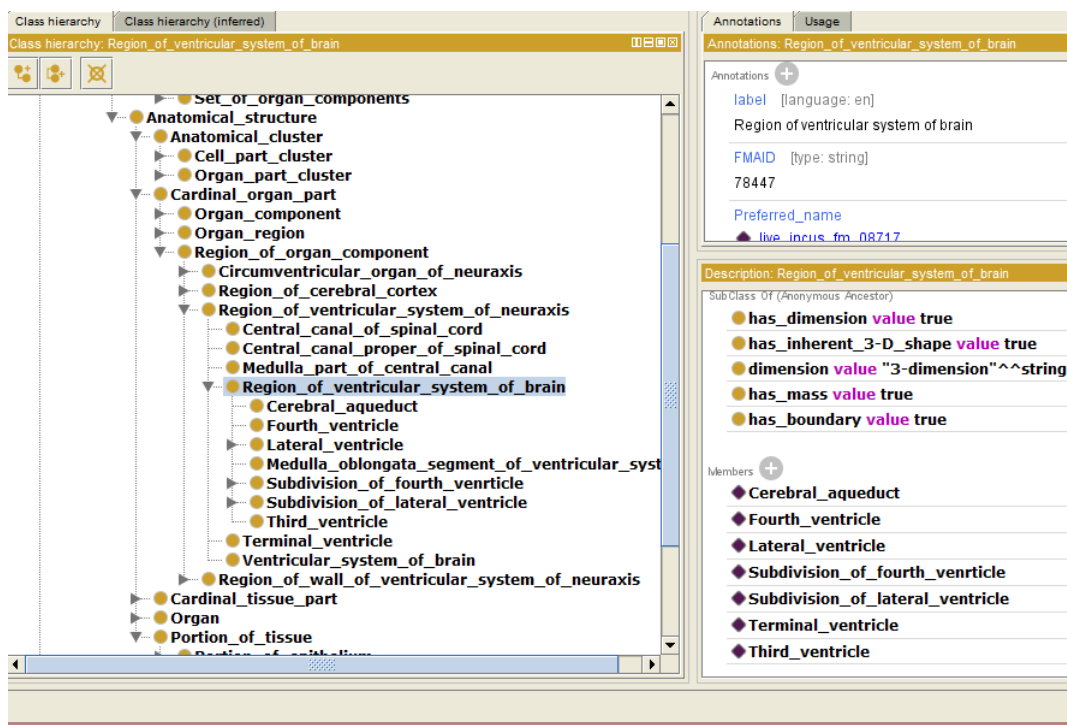 Class hierarchy Class hierarchy (inferred)
Class hierarchy: Region_of_ventricular_system_of_brain
Set_of_organ_components
Anatomical_structure
Anatomical_cluster
Cell_part_cluster
Organ_part_cluster
Cardinal_organ_part
Organ_component
Organ_region
Region_of_organ_component
Circumventricular_organ_of_neuraxis
Region_of_cerebral_cortex
Region_of_ventricular_system_of_neuraxis
Central_canal_of_spinal_cord
Central_canal_proper_of_spinal_cord
Medulla_part_of_central_canal
Region_of_ventricular_system_of_brain
Cerebral_aqueduct
Fourth_ventricle
Lateral_ventricle
Medulla_oblongata_segment_of_ventricular_syst
Subdivision_of_fourth_venrticle
Subdivision_of_lateral_ventricle
Third_ventricle
Terminal_ventricle
Ventricular_system_of_brain
Region_of_wall_of_ventricular_system_of_neuraxis
Cardinal_tissue_part
Organ
Portion_of_tissue
Portion_of_epithelium
Annotations Usage
Annotations: Region_of_ventricular_system_of_brain
Annotations
label [language: en]
Region of ventricular system of brain
FMAID [type: string]
78447
Preferred_name
live_incus_fm_08717
Description: Region_of_ventricular_system_of_brain
SubClass Of (Anonymous Ancestor)
has_dimension value true
has_inherent_3-D_shape value true
dimension value "3-dimension"^^string
has_mass value true
has_boundary value true
Members
Cerebral_aqueduct
Fourth_ventricle
Lateral_ventricle
Subdivision_of_fourth_venrticle
Subdivision_of_lateral_ventricle
Terminal_ventricle
Third_ventricle